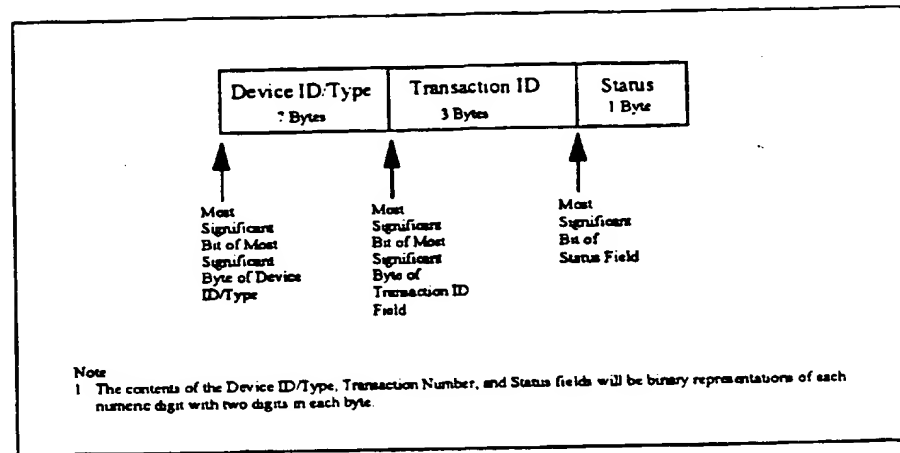 Device ID/Type Transaction ID Status
? Bytes 3 Bytes 1 Byte
Most
Significant
Bit of Most
Significant
Byte of Device
ID/Type
Most
Significant
Bit of Most
Significant
Byte of
Transaction ID
Field
Most
Significant
Bit of
Status Field
Note
1 The contents of the Device ID/Type, Transaction Number, and Status fields will be binary representations of each
numeric digit with two digits in each byte.